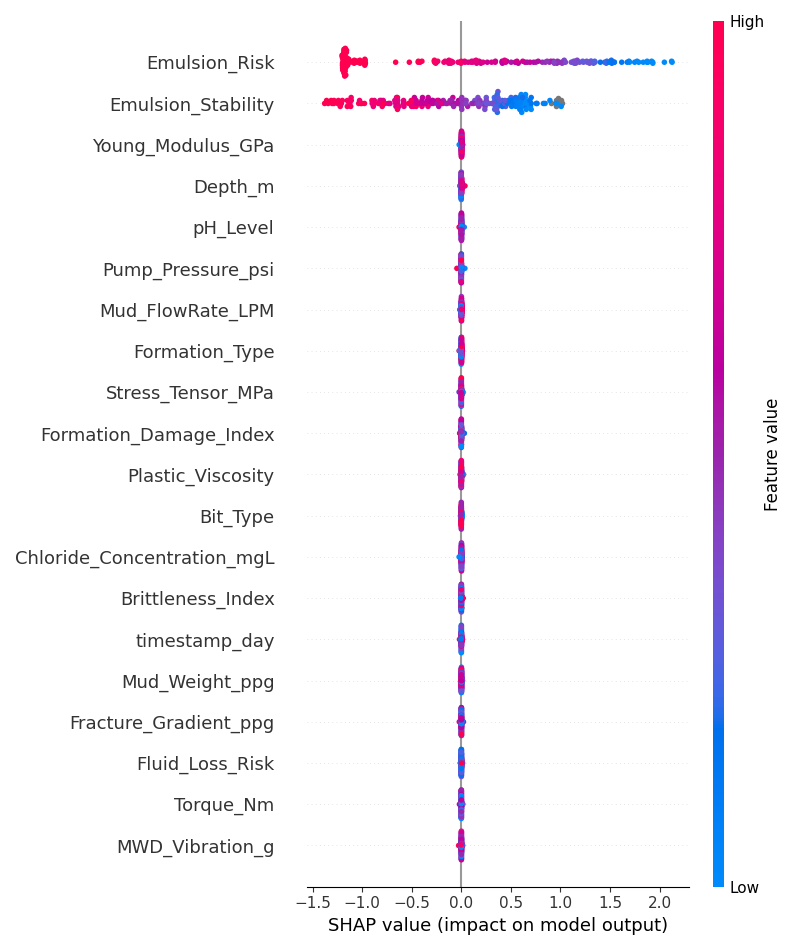 High
Emulsion_Risk
Emulsion_Stability
Young_Modulus_GPa
Depth_m
pH_Level
Pump_Pressure_psi
Mud_FlowRate_LPM
Formation_Type
Stress_Tensor_MPa
Formation_Damage_Index
Plastic_Viscosity
Bit_Type
Chloride_Concentration_mgL
Brittleness_Index
timestamp_day
Mud_Weight_ppg
Fracture_Gradient_ppg
Fluid_Loss_Risk
Torque_Nm
MWD_Vibration_g
Feature value
Low
−1.5 −1.0 −0.5 0.0 0.5 1.0 1.5 2.0
SHAP value (impact on model output)